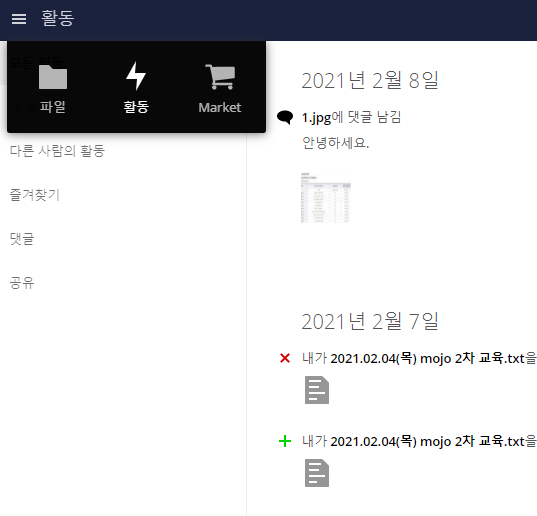 활동
파일
활동
Market
다른 사람의 활동
즐겨찾기
댓글
공유
2021년 2월 8일
1.jpg에 댓글 남김
안녕하세요.
2021년 2월 7일
내가 2021.02.04(목) mojo 2차 교육.txt을
내가 2021.02.04(목) mojo 2차 교육.txt을